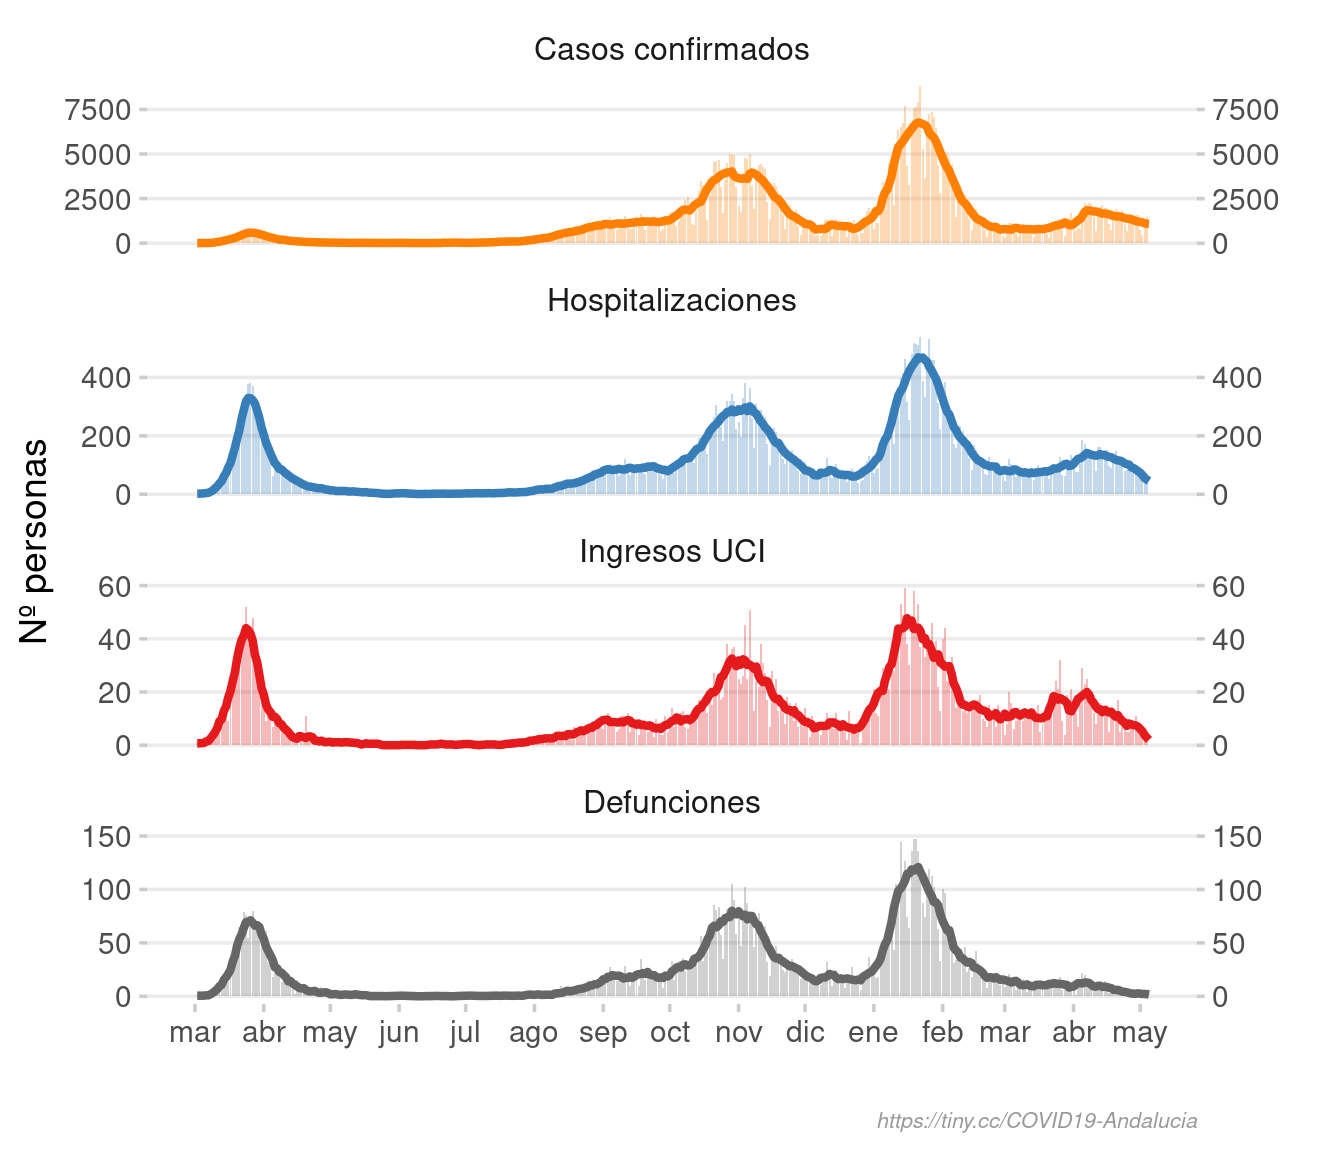 Casos confirmados
7500 7500
5000 5000
2500 2500
0 0
Hospitalizaciones
400 400
200 200
0 0
Nº personas
Ingresos UCI
60 60
40 40
20 20
0 0
Defunciones
150 150
100 100
50 50
0 0
mar abr may jun jul ago sep oct nov dic ene feb mar abr may
https://tiny.cc/COVID19-Andalucia